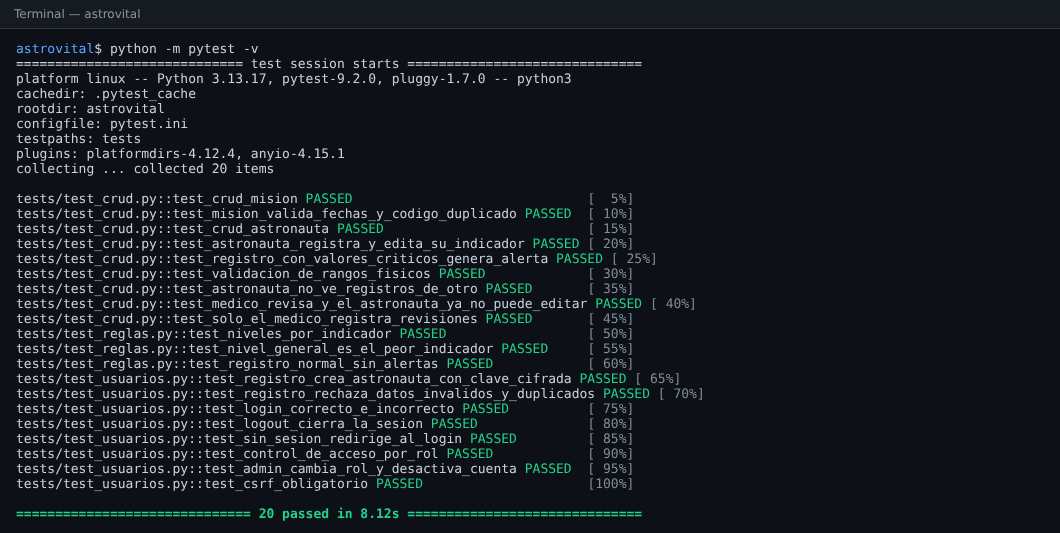 Terminal — astrovital
astrovital$ python -m pytest -v
============================= test session starts ==============================
platform linux -- Python 3.13.17, pytest-9.2.0, pluggy-1.7.0 -- python3
cachedir: .pytest_cache
rootdir: astrovital
configfile: pytest.ini
testpaths: tests
plugins: platformdirs-4.12.4, anyio-4.15.1
collecting ... collected 20 items
tests/test_crud.py::test_crud_mision PASSED                              [  5%]
tests/test_crud.py::test_mision_valida_fechas_y_codigo_duplicado PASSED  [ 10%]
tests/test_crud.py::test_crud_astronauta PASSED                          [ 15%]
tests/test_crud.py::test_astronauta_registra_y_edita_su_indicador PASSED [ 20%]
tests/test_crud.py::test_registro_con_valores_criticos_genera_alerta PASSED [ 25%]
tests/test_crud.py::test_validacion_de_rangos_fisicos PASSED             [ 30%]
tests/test_crud.py::test_astronauta_no_ve_registros_de_otro PASSED       [ 35%]
tests/test_crud.py::test_medico_revisa_y_el_astronauta_ya_no_puede_editar PASSED [ 40%]
tests/test_crud.py::test_solo_el_medico_registra_revisiones PASSED       [ 45%]
tests/test_reglas.py::test_niveles_por_indicador PASSED                  [ 50%]
tests/test_reglas.py::test_nivel_general_es_el_peor_indicador PASSED     [ 55%]
tests/test_reglas.py::test_registro_normal_sin_alertas PASSED            [ 60%]
tests/test_usuarios.py::test_registro_crea_astronauta_con_clave_cifrada PASSED [ 65%]
tests/test_usuarios.py::test_registro_rechaza_datos_invalidos_y_duplicados PASSED [ 70%]
tests/test_usuarios.py::test_login_correcto_e_incorrecto PASSED          [ 75%]
tests/test_usuarios.py::test_logout_cierra_la_sesion PASSED              [ 80%]
tests/test_usuarios.py::test_sin_sesion_redirige_al_login PASSED         [ 85%]
tests/test_usuarios.py::test_control_de_acceso_por_rol PASSED            [ 90%]
tests/test_usuarios.py::test_admin_cambia_rol_y_desactiva_cuenta PASSED  [ 95%]
tests/test_usuarios.py::test_csrf_obligatorio PASSED                     [100%]
============================== 20 passed in 8.12s ==============================